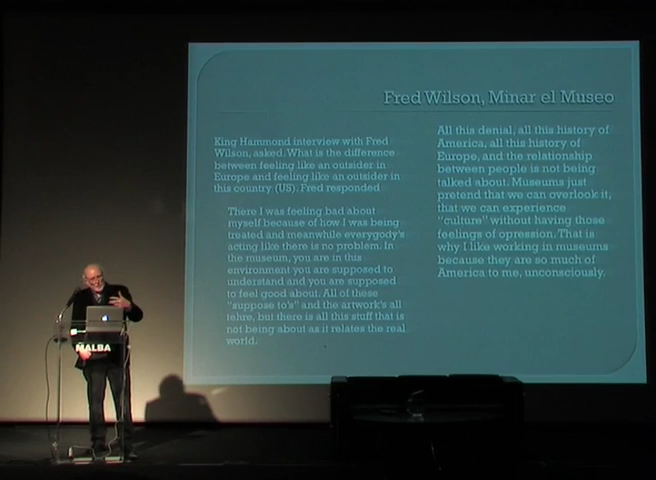 Fred Wilson, Minar el Museo
King Hammond interview with Fred
Wilson, asked. What is the difference
between feeling like an outsider in
Europe and feeling like an outsider in
this country (US). Fred responded
There I was feeling bad about
myself because of how I was being
treated and meanwhile everygody's
acting like there is no problem. In
the museum, you are in this
environment you are supposed to
understand and you are supposed
to feel good about. All of these
"suppose to's" and the artwork's all
tehre, but there is all this stuff that is
not being about as it relates the real
world.
All this denial, all this history of
America, all this history of
Europe, and the relationship
between people is not being
talked about. Museums just
pretend that we can overlook it,
that we can experience
"culture" without having those
feelings of opression. That is
why I like working in museums
because they are so much of
America to me, unconsciously.
MALBA